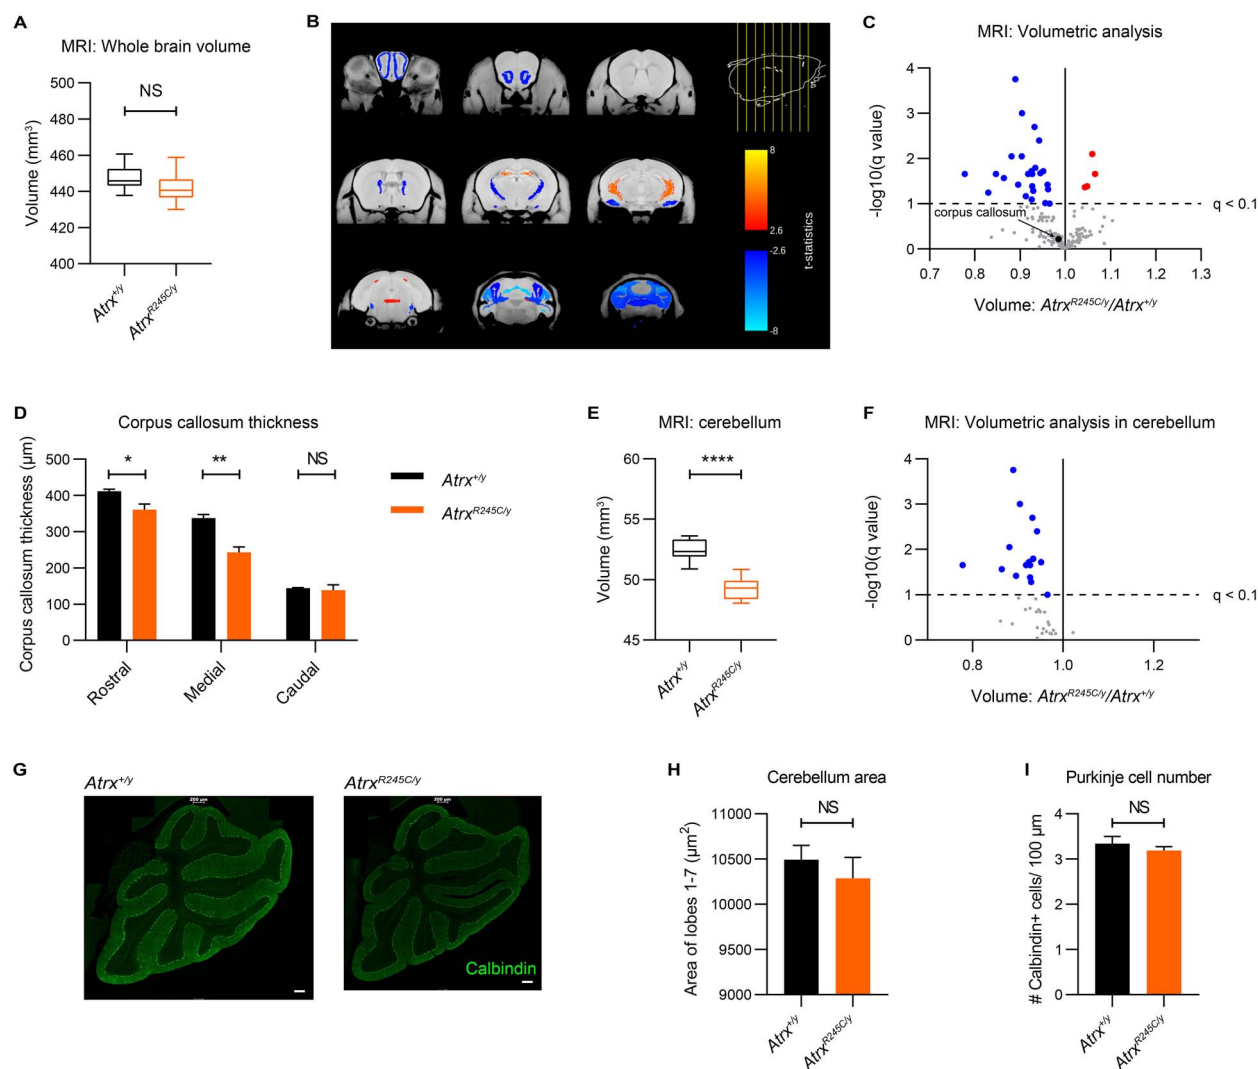 A
MRI: Whole brain volume
500
480
460
440
420
400
Volume (mm³)
NS
Atrx+/y
AtrxR245C/y
B
8
2.6
-2.6
-8
t-statistics
C
MRI: Volumetric analysis
4
3
2
1
0
-log10(q value)
corpus callosum
q < 0.1
0.7 0.8 0.9 1.0 1.1 1.2 1.3
Volume: AtrxR245C/y/Atrx+/y
D
Corpus callosum thickness
500
400
300
200
100
0
Corpus callosum thickness (µm)
* ** NS
Rostral Medial Caudal
Atrx+/y
AtrxR245C/y
E
MRI: cerebellum
60
55
50
45
Volume (mm³)
****
Atrx+/y
AtrxR245C/y
F
MRI: Volumetric analysis in cerebellum
4
3
2
1
0
-log10(q value)
q < 0.1
0.8 1.0 1.2
Volume: AtrxR245C/y/Atrx+/y
G
Atrx+/y
AtrxR245C/y
200 µm
200 µm
Calbindin
H
Cerebellum area
11000
10500
10000
9500
9000
Area of lobes 1-7 (µm²)
NS
Atrx+/y
AtrxR245C/y
I
Purkinje cell number
4
3
2
1
0
# Calbindin+ cells/ 100 µm
NS
Atrx+/y
AtrxR245C/y